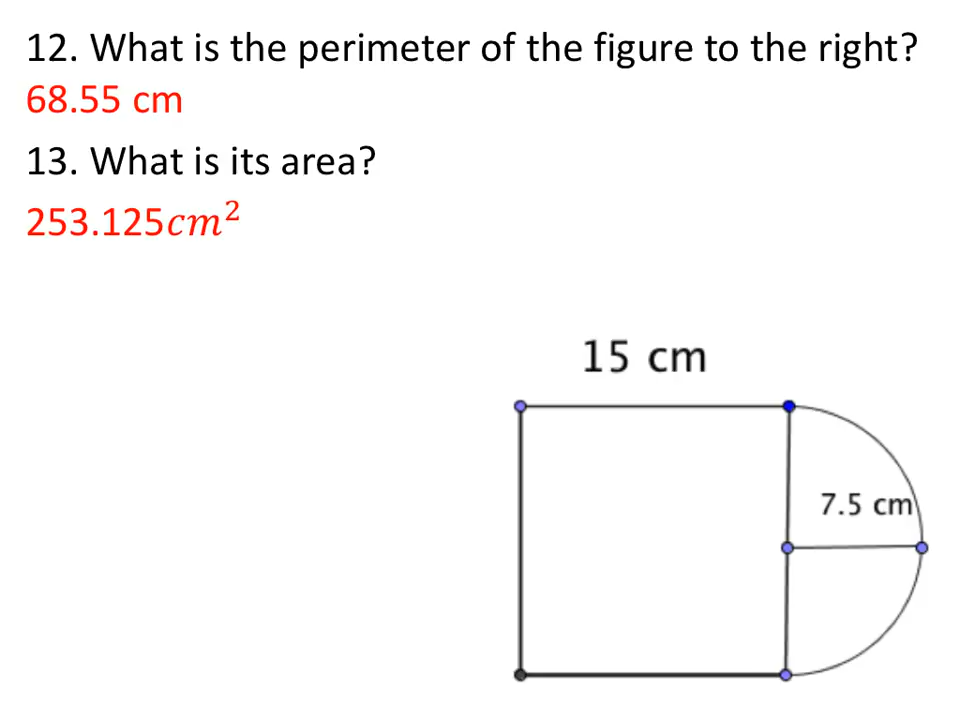 12. What is the perimeter of the figure to the right?
68.55 cm
13. What is its area?
253.125cm²
15 cm
7.5 cm